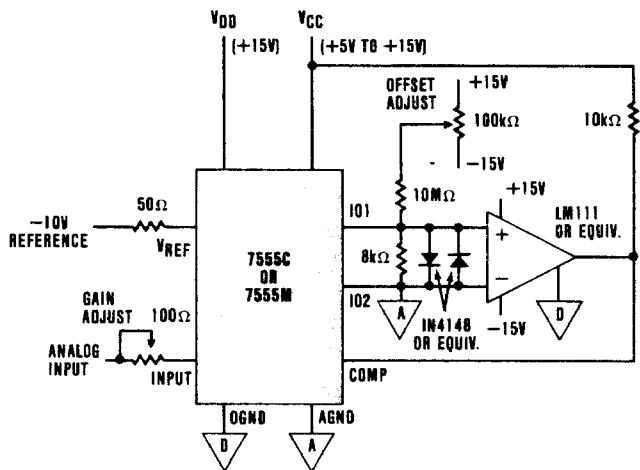 VDD
(+15V)
VCC
(+5V TO +15V)
OFFSET
ADJUST
+15V
100kΩ
-15V
10kΩ
10MΩ
+15V
LM111
OR EQUIV.
50Ω
-10V
REFERENCE
VREF
7555C
OR
7555M
IO1
8kΩ
IO2
+
-
A
D
-15V
IN4148
OR EQUIV.
GAIN
ADJUST
100Ω
ANALOG
INPUT
INPUT
COMP
OGND
AGND
D
A